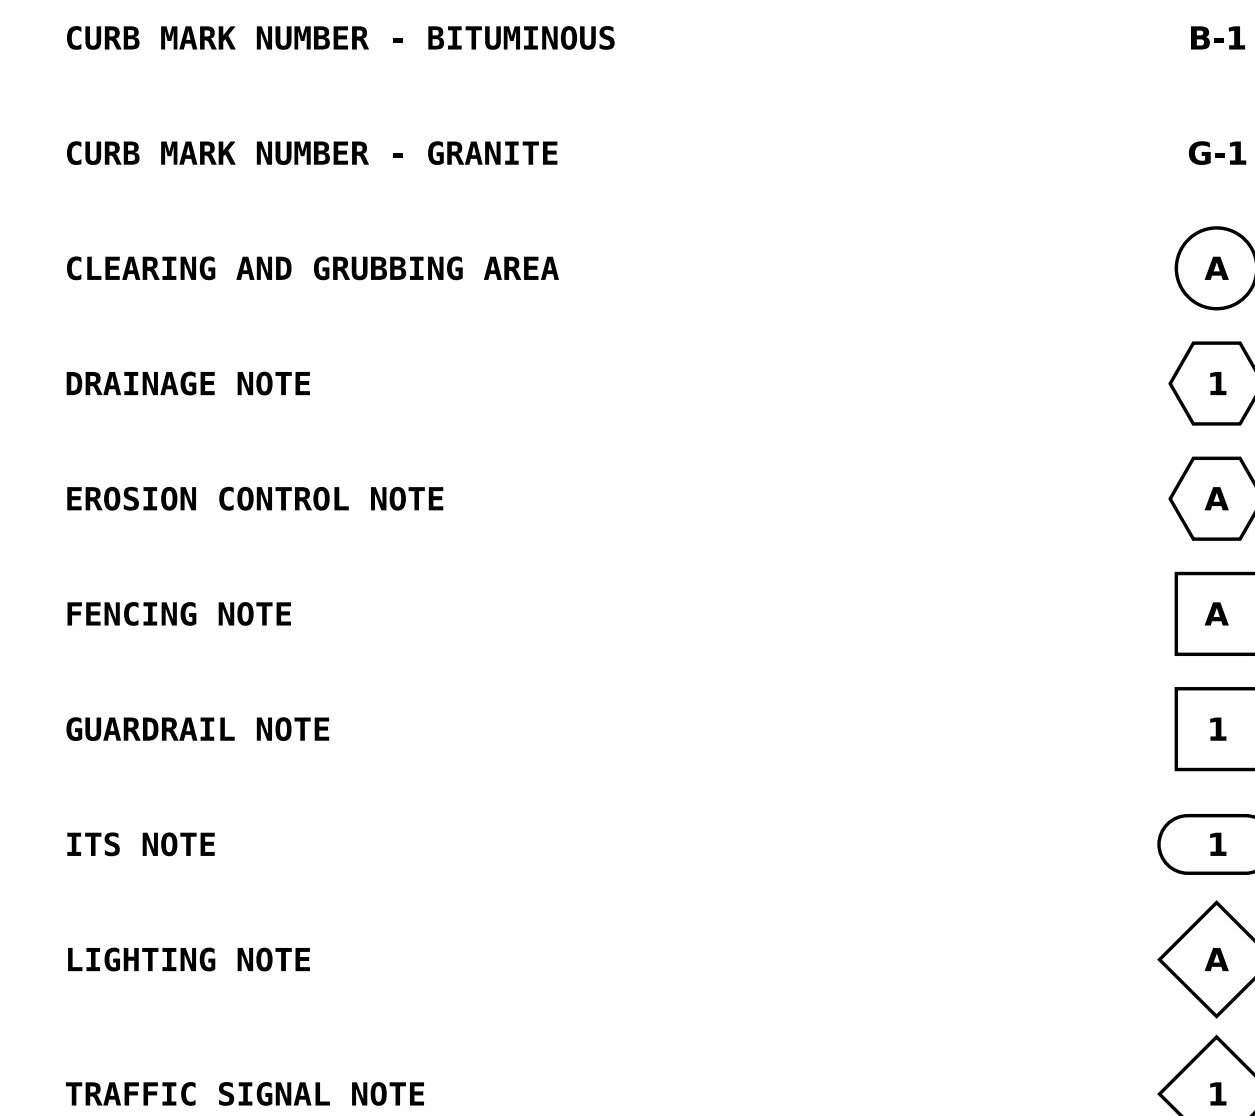 CURB MARK NUMBER - BITUMINOUS B-1
CURB MARK NUMBER - GRANITE G-1
CLEARING AND GRUBBING AREA A
DRAINAGE NOTE 1
EROSION CONTROL NOTE A
FENCING NOTE A
GUARDRAIL NOTE 1
ITS NOTE 1
LIGHTING NOTE A
TRAFFIC SIGNAL NOTE 1